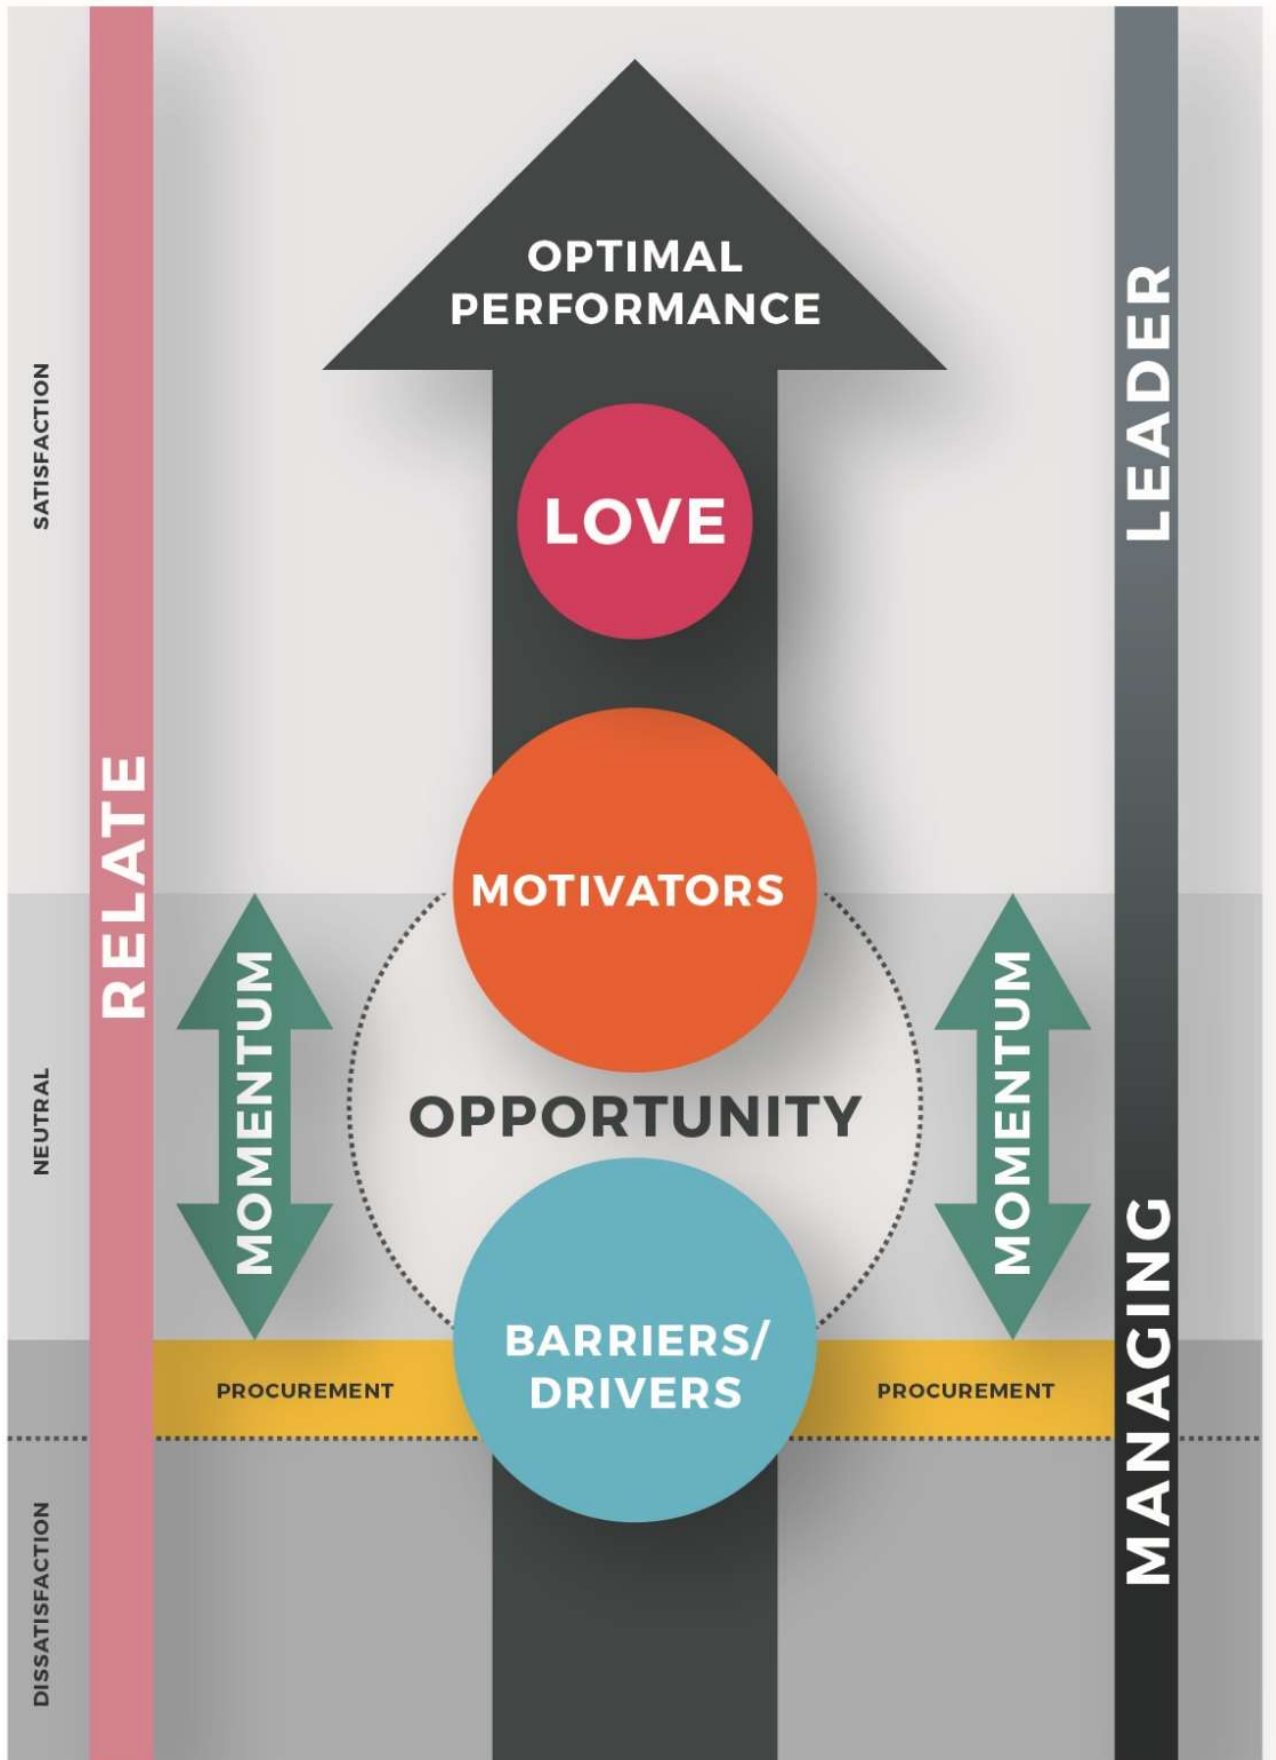 OPTIMAL
PERFORMANCE
LEADER
SATISFACTION
LOVE
RELATE
MOTIVATORS
MOMENTUM
MOMENTUM
OPPORTUNITY
NEUTRAL
MANAGING
BARRIERS/
DRIVERS
PROCUREMENT
PROCUREMENT
DISSATISFACTION